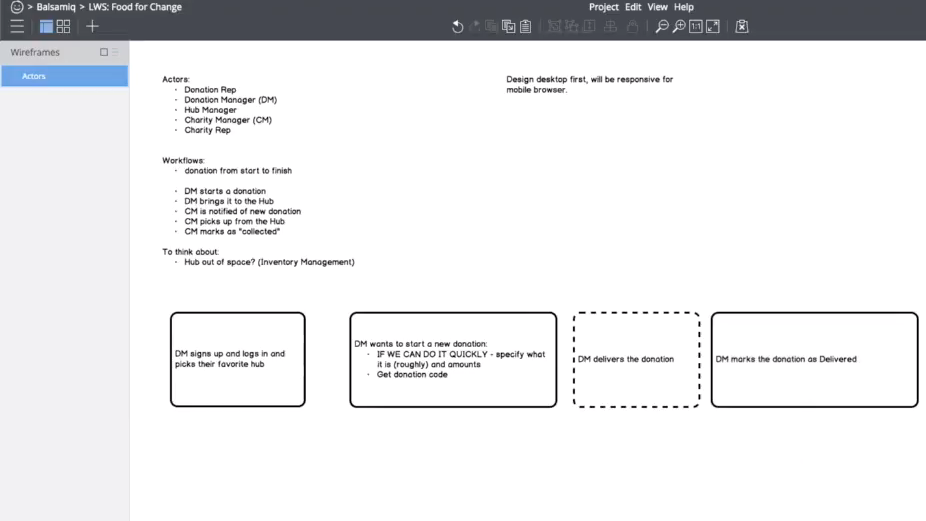 > Balsamiq > LWS: Food for Change
Project Edit View Help
1:1
Wireframes
Actors
Actors:
· Donation Rep
· Donation Manager (DM)
· Hub Manager
· Charity Manager (CM)
· Charity Rep
Design desktop first, will be responsive for
mobile browser.
Workflows:
· donation from start to finish
· DM starts a donation
· DM brings it to the Hub
· CM is notified of new donation
· CM picks up from the Hub
· CM marks as "collected"
To think about:
· Hub out of space? (Inventory Management)
DM signs up and logs in and
picks their favorite hub
DM wants to start a new donation:
· IF WE CAN DO IT QUICKLY - specify what
it is (roughly) and amounts
· Get donation code
DM delivers the donation
DM marks the donation as Delivered